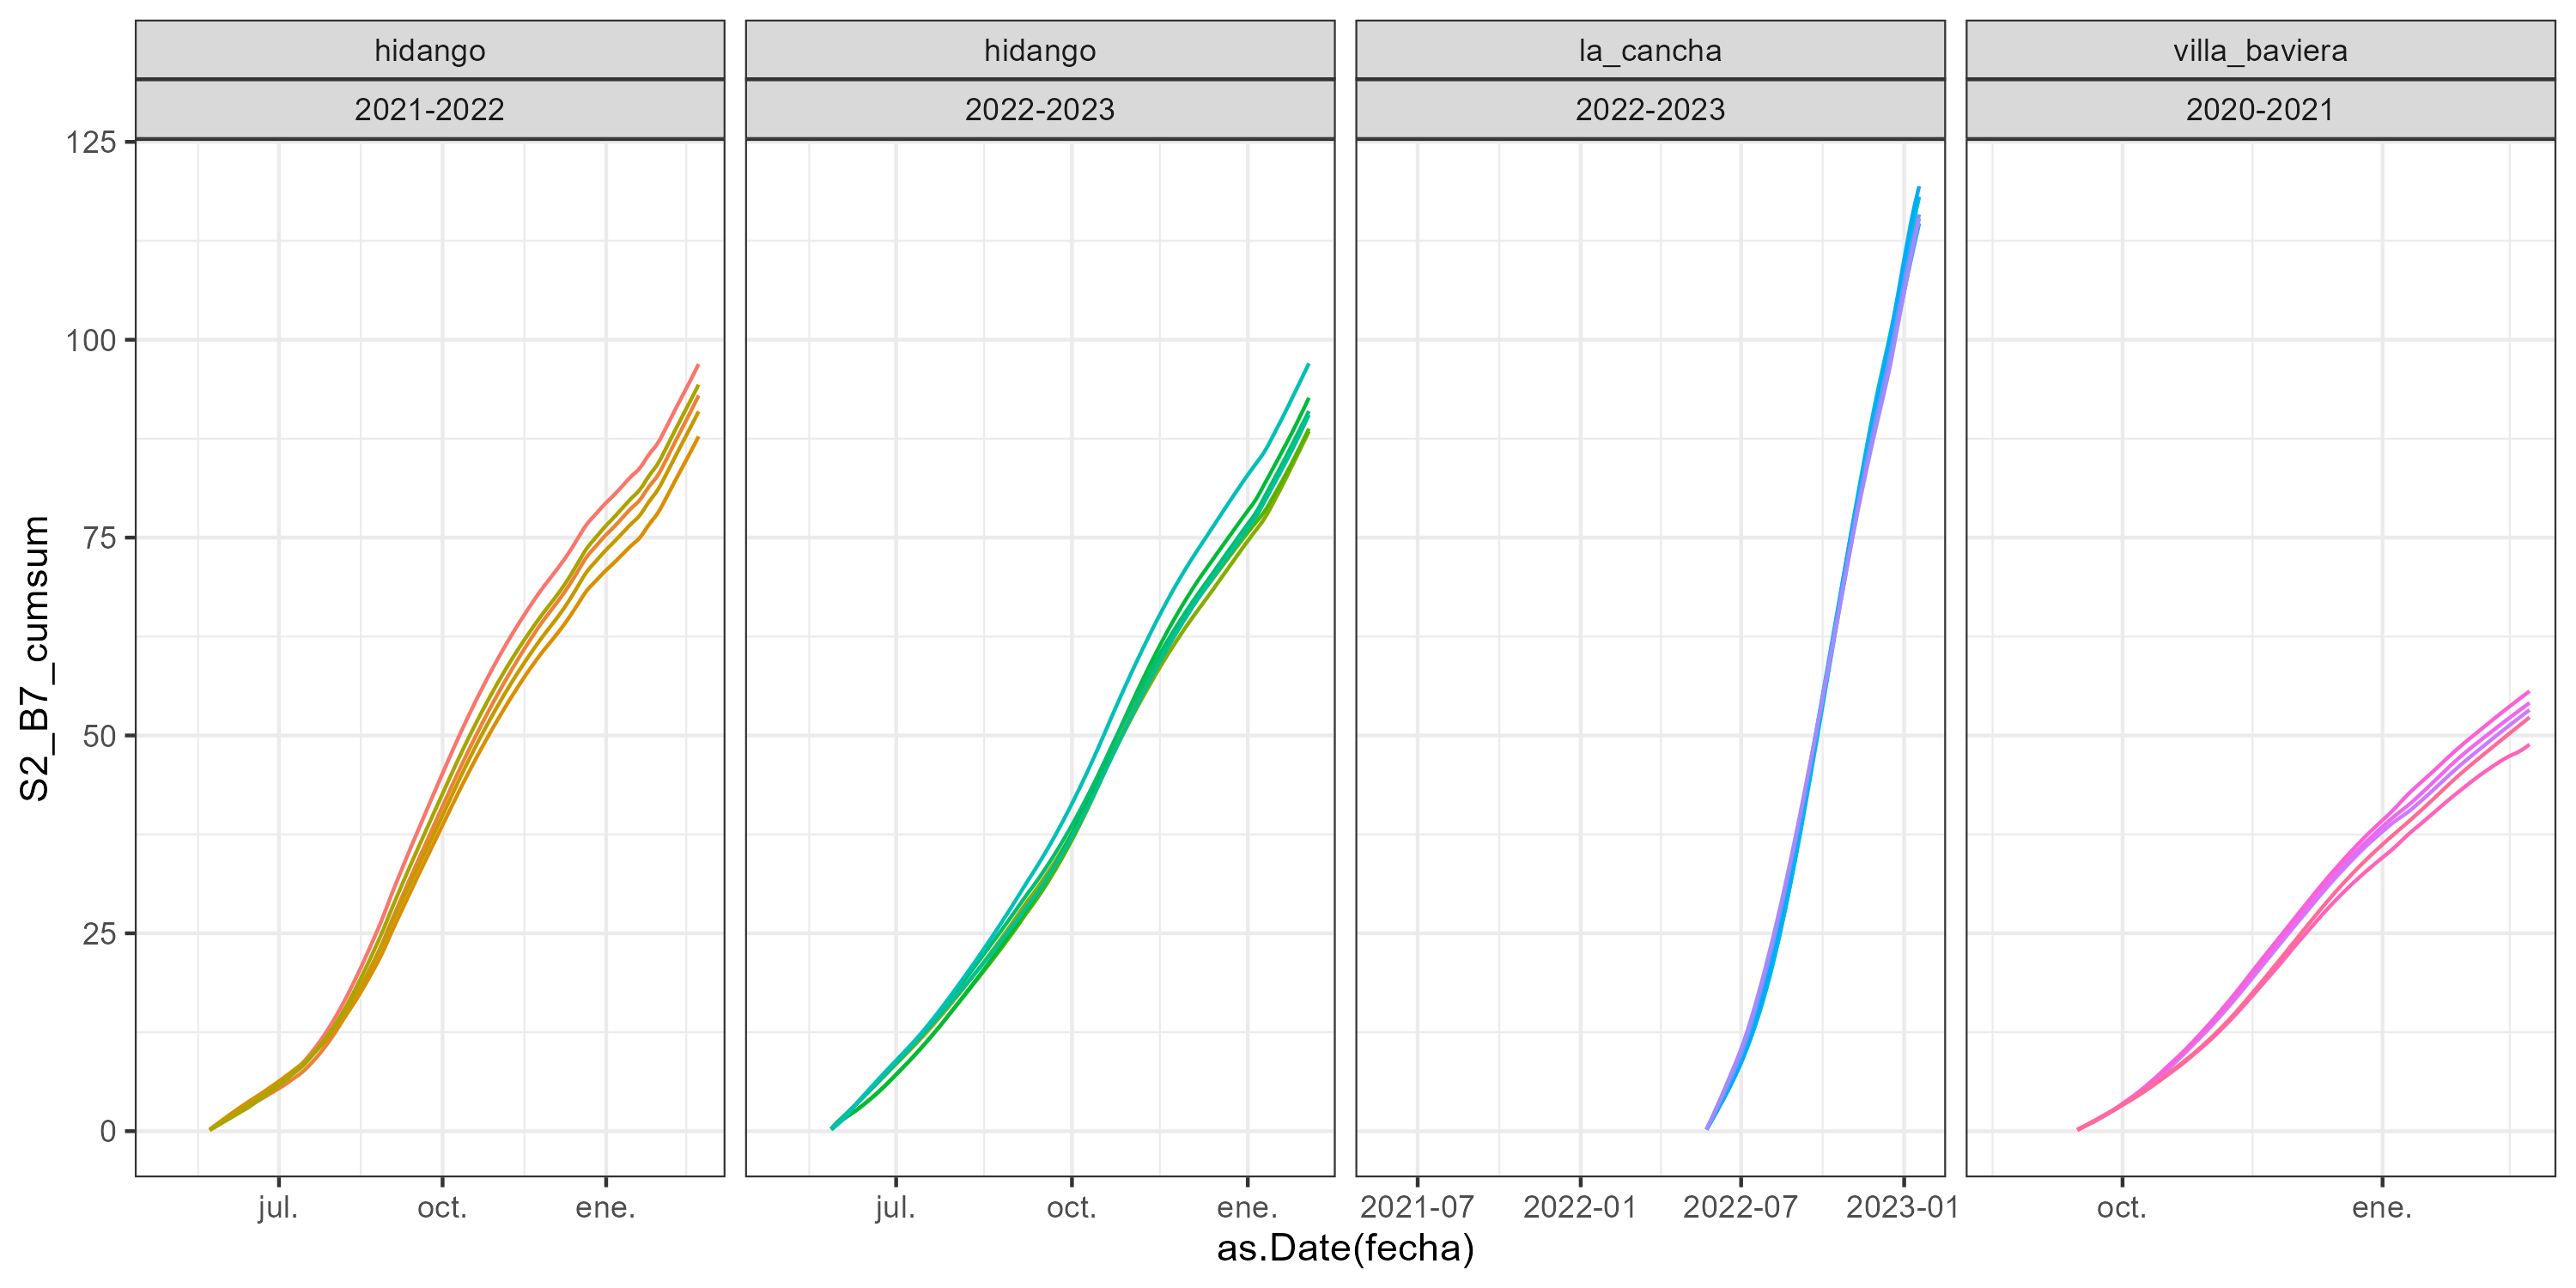 hidango
hidango
la_cancha
villa_baviera
2021-2022
2022-2023
2022-2023
2020-2021
125
100
75
50
25
0
S2_B7_cumsum
jul.
oct.
ene.
jul.
oct.
ene.
2021-07
2022-01
2022-07
2023-01
oct.
ene.
as.Date(fecha)